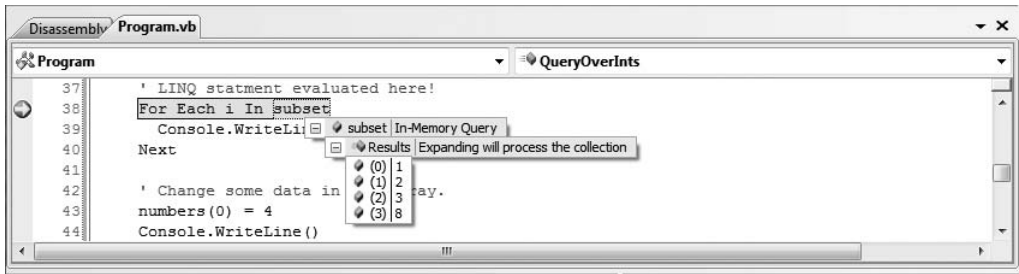 Disassembly Program.vb
Program QueryOverInts
37 ' LINQ statment evaluated here!
38 For Each i In subset
39 Console.WriteLi subset In-Memory Query
40 Next Results Expanding will process the collection
41 (0) 1
(1) 2
42 ' Change some data in ray.
(2) 3
43 numbers(0) = 4
(3) 8
44 Console.WriteLine()